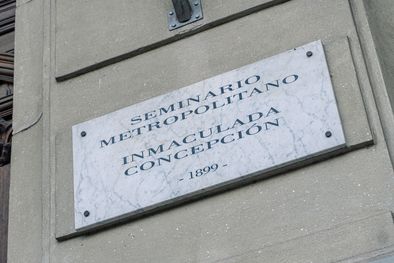 SEMINARIO
METROPOLITANO
INMACULADA
CONCEPCIÓN
- 1899 -